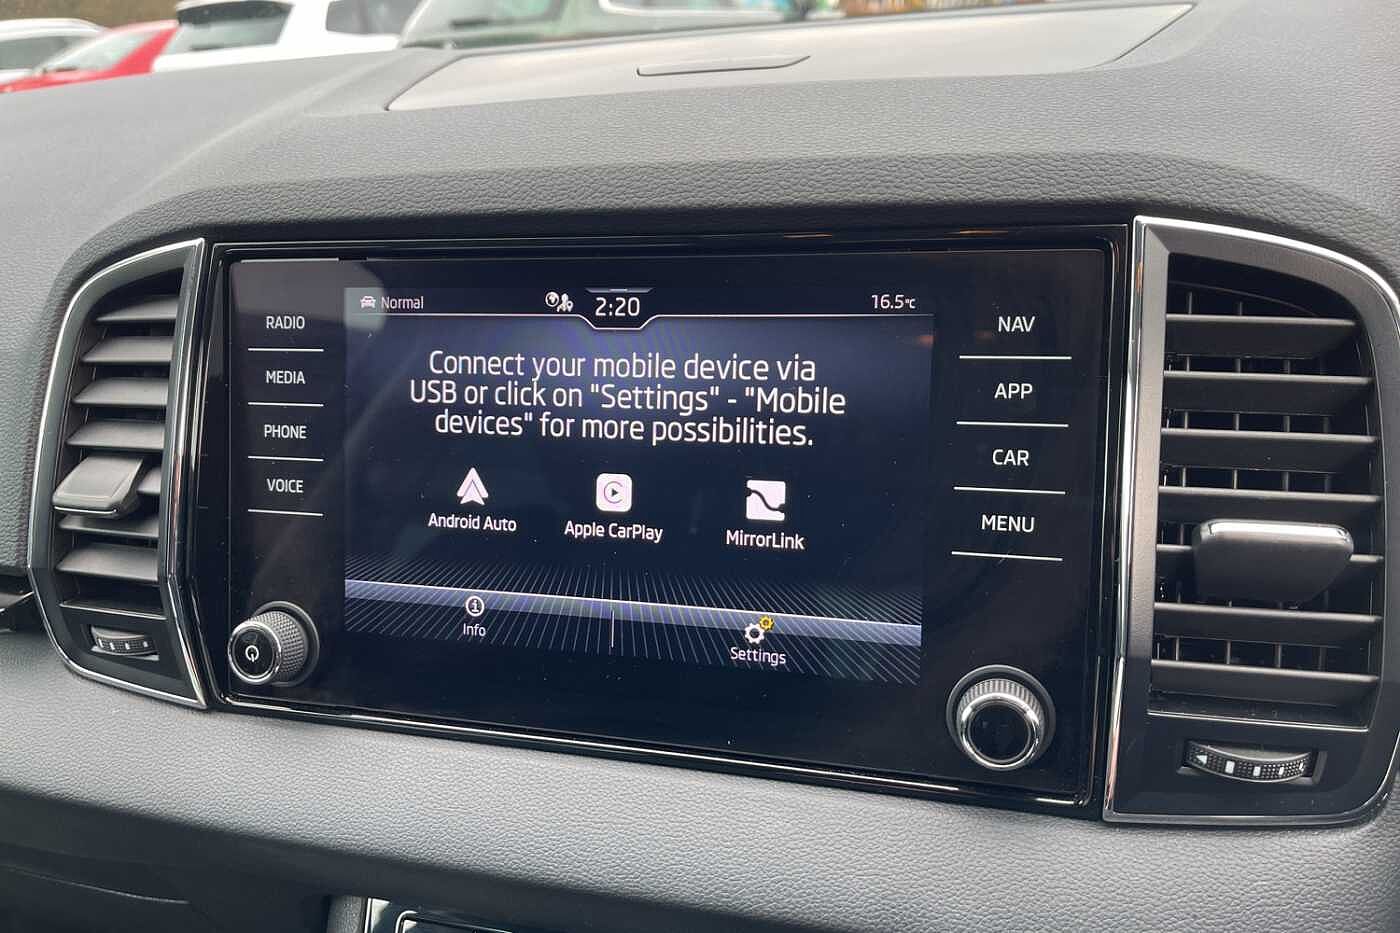 Normal
2:20
16.5°C
RADIO
MEDIA
PHONE
VOICE
Connect your mobile device via
USB or click on "Settings" - "Mobile
devices" for more possibilities.
Android Auto
Apple CarPlay
MirrorLink
Info
Settings
NAV
APP
CAR
MENU